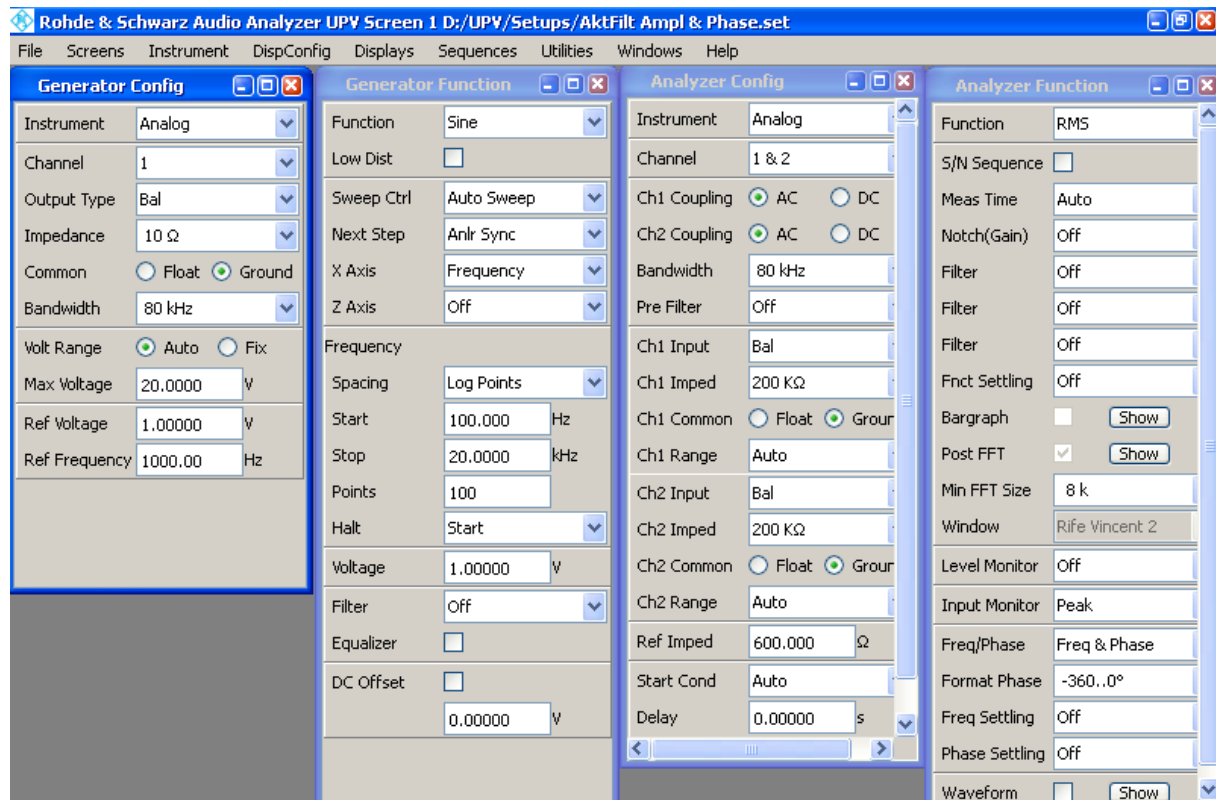 Rohde & Schwarz Audio Analyzer UPV Screen 1 D:/UPV/Setups/AktFilt Ampl & Phase.set
File Screens Instrument DispConfig Displays Sequences Utilities Windows Help
Generator Config
Instrument Analog
Channel 1
Output Type Bal
Impedance 10 Ω
Common Float Ground
Bandwidth 80 kHz
Volt Range Auto Fix
Max Voltage 20.0000 V
Ref Voltage 1.00000 V
Ref Frequency 1000.00 Hz
Generator Function
Function Sine
Low Dist
Sweep Ctrl Auto Sweep
Next Step Anlr Sync
X Axis Frequency
Z Axis Off
Frequency
Spacing Log Points
Start 100.000 Hz
Stop 20.0000 kHz
Points 100
Halt Start
Voltage 1.00000 V
Filter Off
Equalizer
DC Offset
0.00000 V
Analyzer Config
Instrument Analog
Channel 1 & 2
Ch1 Coupling AC DC
Ch2 Coupling AC DC
Bandwidth 80 kHz
Pre Filter Off
Ch1 Input Bal
Ch1 Imped 200 KΩ
Ch1 Common Float Groun
Ch1 Range Auto
Ch2 Input Bal
Ch2 Imped 200 KΩ
Ch2 Common Float Groun
Ch2 Range Auto
Ref Imped 600.000 Ω
Start Cond Auto
Delay 0.00000 s
Analyzer Function
Function RMS
S/N Sequence
Meas Time Auto
Notch(Gain) Off
Filter Off
Filter Off
Filter Off
Fnct Settling Off
Bargraph Show
Post FFT Show
Min FFT Size 8 k
Window Rife Vincent 2
Level Monitor Off
Input Monitor Peak
Freq/Phase Freq & Phase
Format Phase -360..0°
Freq Settling Off
Phase Settling Off
Waveform Show